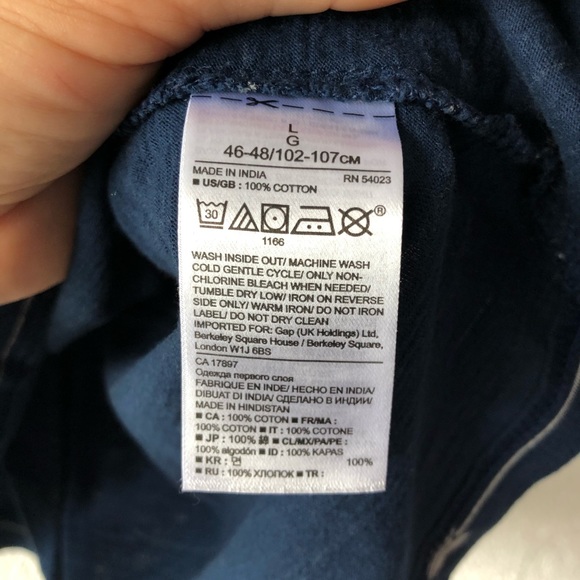 L
G
46-48/102-107CM
MADE IN INDIA RN 54023
■ US/GB : 100% COTTON
30
1166
WASH INSIDE OUT/ MACHINE WASH
COLD GENTLE CYCLE/ ONLY NON-
CHLORINE BLEACH WHEN NEEDED/
TUMBLE DRY LOW/ IRON ON REVERSE
SIDE ONLY/ WARM IRON/ DO NOT IRON
LABEL/ DO NOT DRY CLEAN
IMPORTED FOR: Gap (UK Holdings) Ltd,
Berkeley Square House / Berkeley Square,
London W1J 6BS
CA 17897
Одежда первого слоя
FABRIQUÉ EN INDE/ HECHO EN INDIA/
DIBUAT DI INDIA/ СДЕЛАНО В ИНДИИ/
MADE IN HINDISTAN
■ CA : 100% COTTON ■ FR/MA :
100% COTON ■ IT : 100% COTONE
■ JP : 100% 綿 ■ CL/MX/PA/PE :
100% algodón ■ ID : 100% KAPAS
■ KR : 면 100%
■ RU : 100% ХЛОПОК ■ TR :